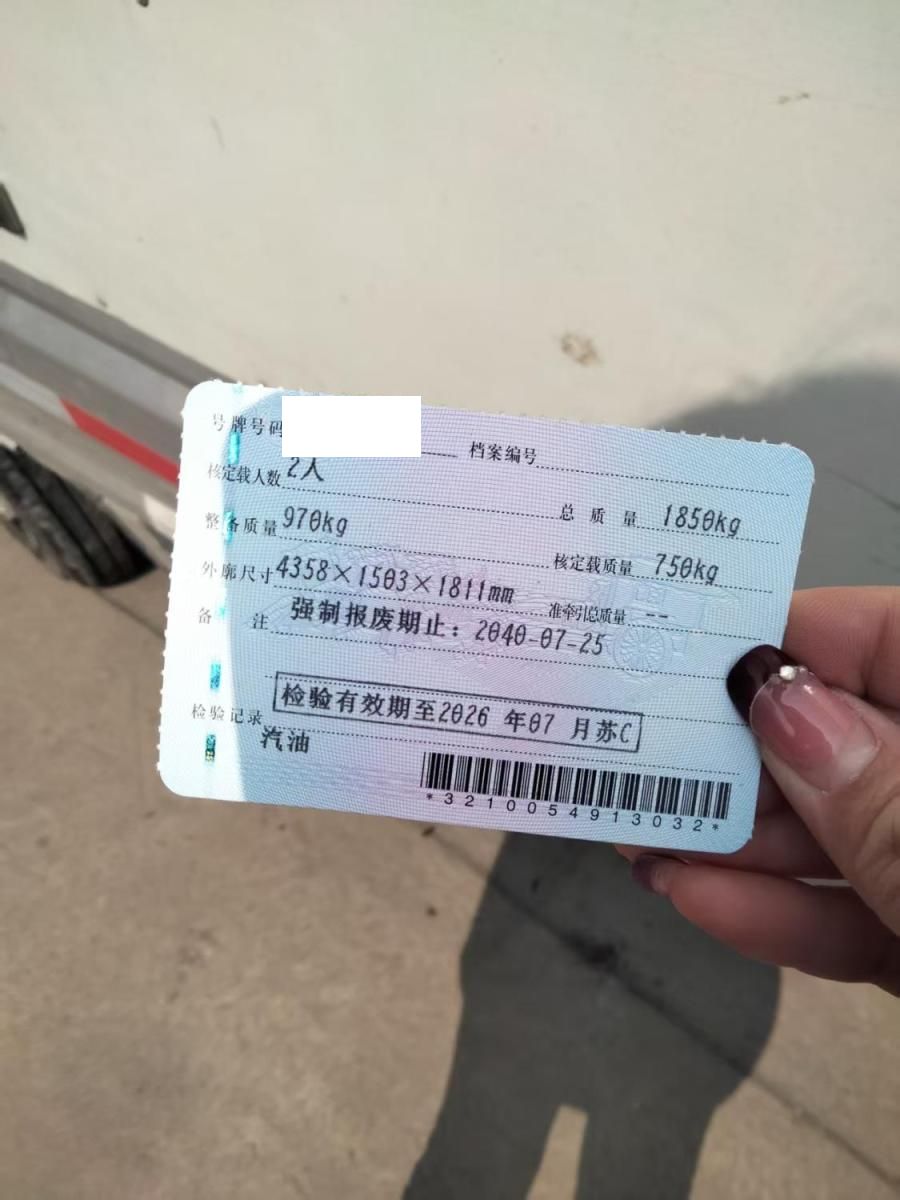 号牌号码 档案编号
核定载人数 2人
整备质量 970kg 总质量 1850kg
外廓尺寸 4358×1503×1811mm 核定载质量 750kg
备注 强制报废期止：2040-07-25 准牵引总质量 --
检验记录 检验有效期至2026年07月苏C
汽油
*3210054913032*